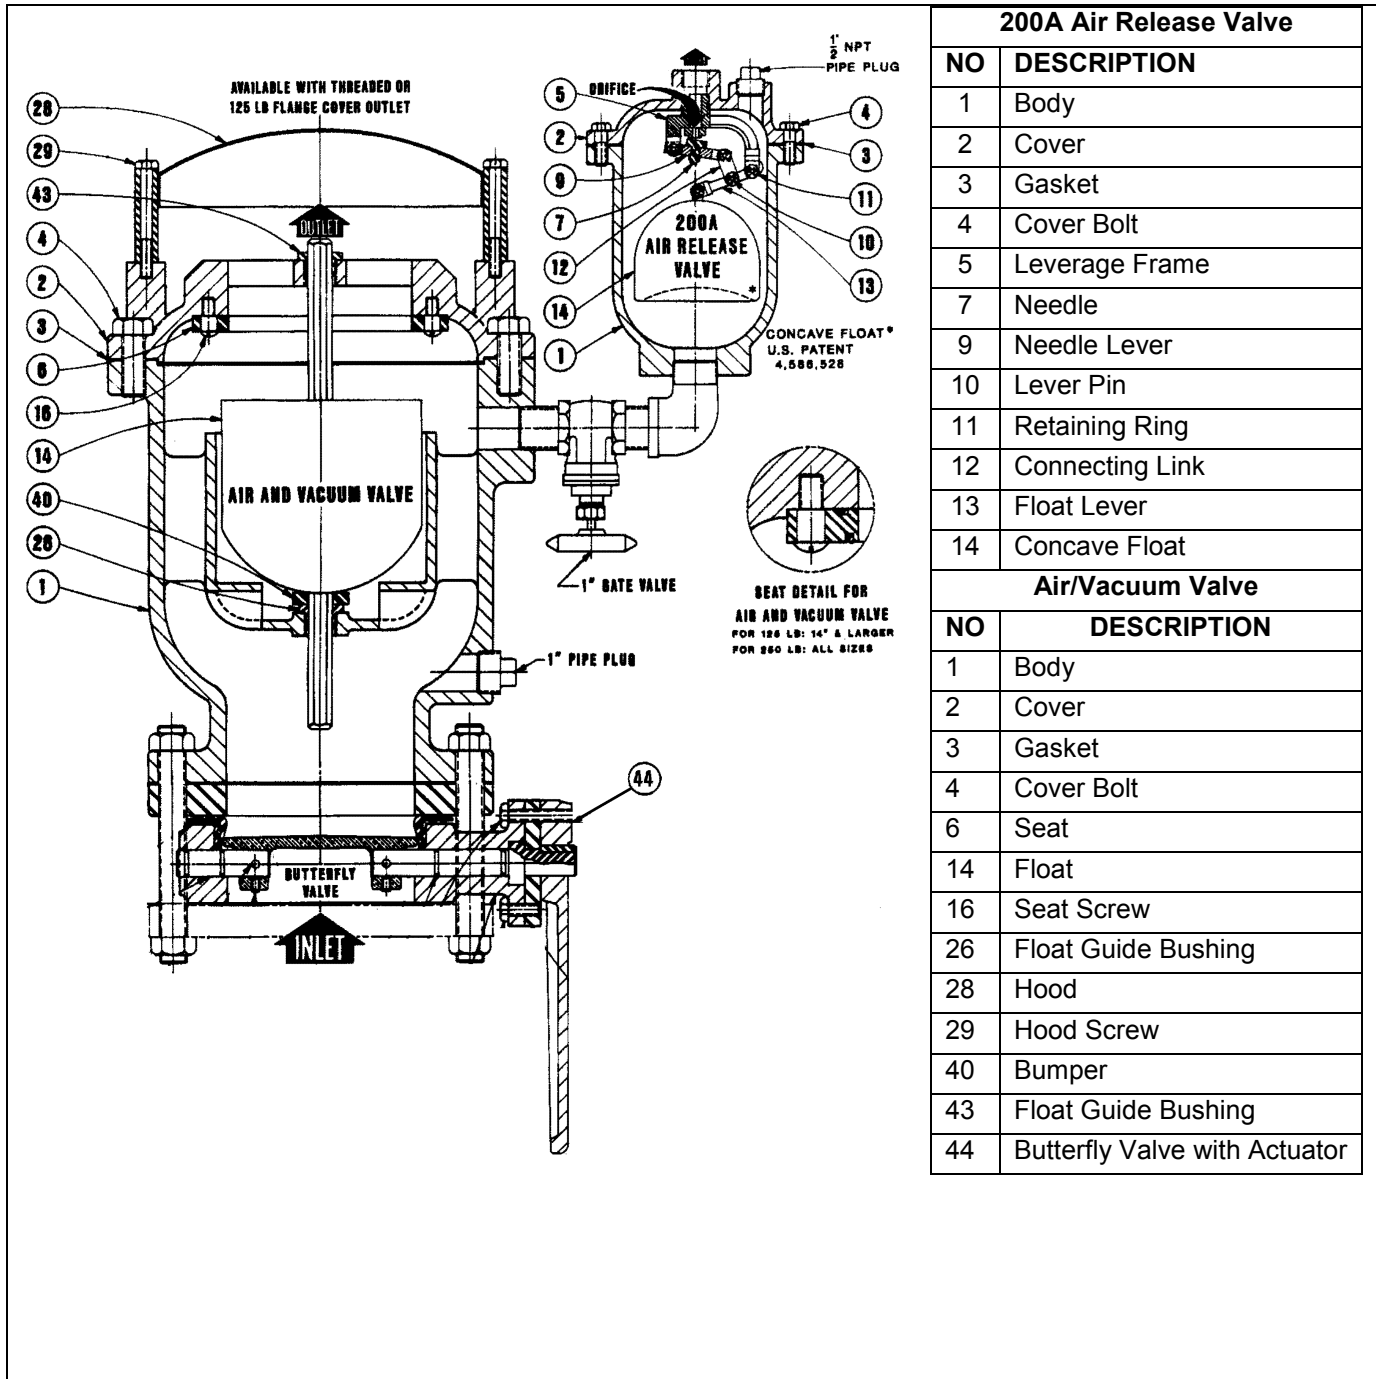 AVAILABLE WITH THREADED OR
125 LB FLANGE COVER OUTLET
28
29
43
4
2
3
6
16
14
40
26
1
OUTLET
AIR AND VACUUM VALVE
1" PIPE PLUG
44
BUTTERFLY
VALVE
INLET
1" GATE VALVE
1/2" NPT
PIPE PLUG
ORIFICE
5
2
9
7
12
14
1
4
3
11
10
13
200A
AIR RELEASE
VALVE
*
CONCAVE FLOAT*
U.S. PATENT
4,586,528
SEAT DETAIL FOR
AIR AND VACUUM VALVE
FOR 125 LB: 14" & LARGER
FOR 250 LB: ALL SIZES
200A Air Release Valve
NO DESCRIPTION
1 Body
2 Cover
3 Gasket
4 Cover Bolt
5 Leverage Frame
7 Needle
9 Needle Lever
10 Lever Pin
11 Retaining Ring
12 Connecting Link
13 Float Lever
14 Concave Float
Air/Vacuum Valve
NO DESCRIPTION
1 Body
2 Cover
3 Gasket
4 Cover Bolt
6 Seat
14 Float
16 Seat Screw
26 Float Guide Bushing
28 Hood
29 Hood Screw
40 Bumper
43 Float Guide Bushing
44 Butterfly Valve with Actuator